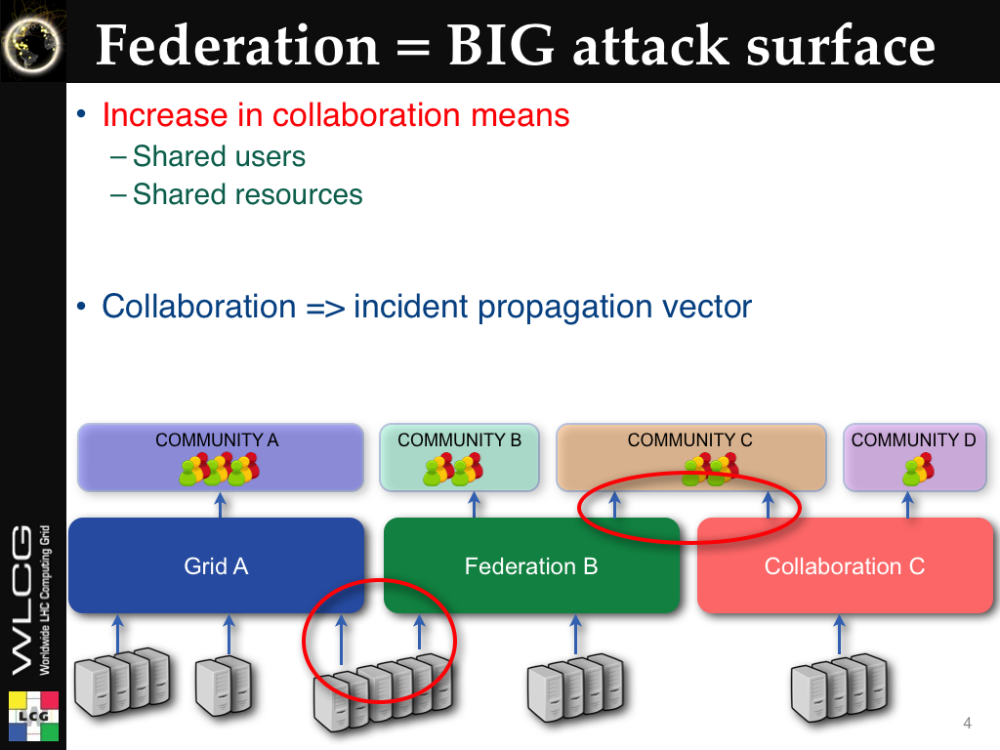 Federation = BIG attack surface
• Increase in collaboration means
– Shared users
– Shared resources
• Collaboration => incident propagation vector
COMMUNITY A
COMMUNITY B
COMMUNITY C
COMMUNITY D
Grid A
Federation B
Collaboration C
WLCG
Worldwide LHC Computing Grid
LCG
4